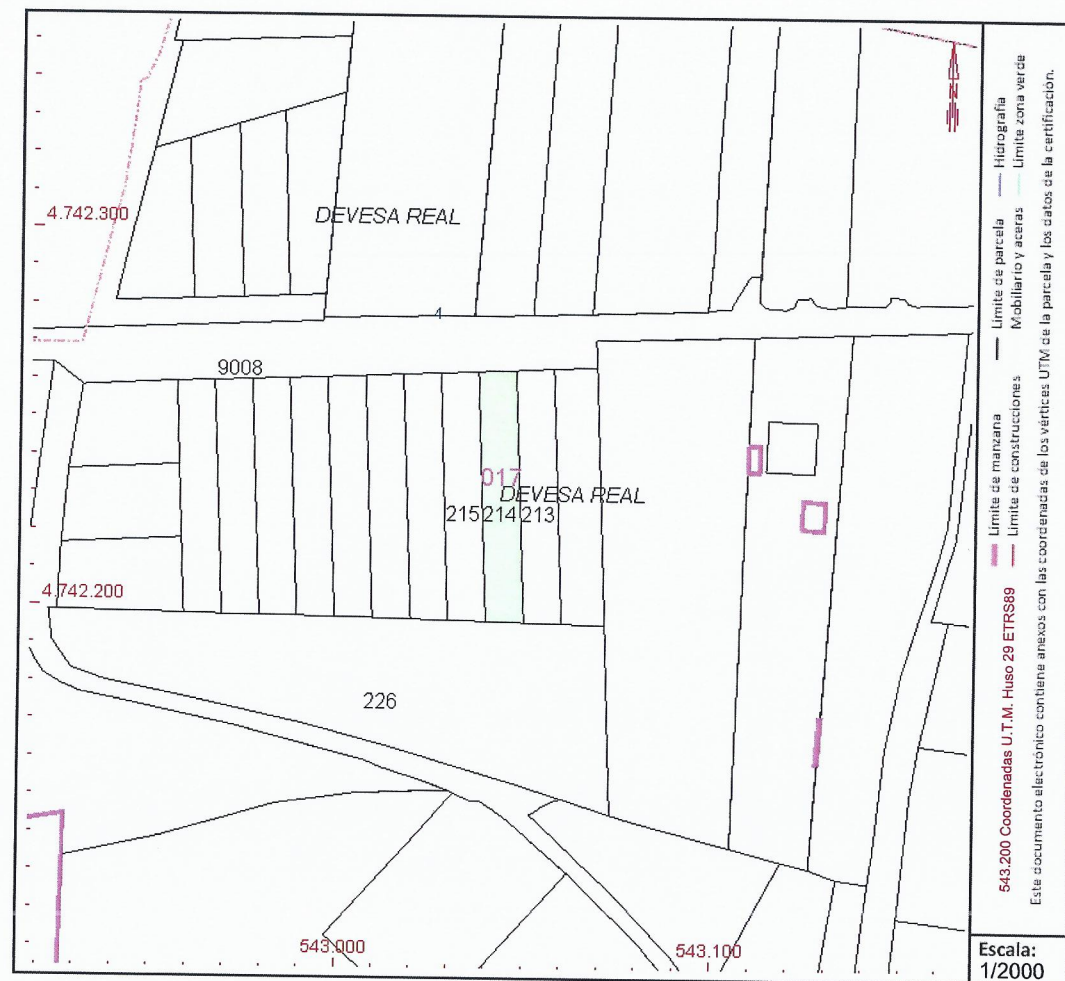 4.742.300
DEVESA REAL
4
9008
017
DEVESA REAL
215 214 213
4.742.200
226
543.000
543.100
Límite de manzana
Límite de parcela
Hidrografía
Límite de construcciones
Mobiliario y aceras
Límite zona verde
543.200 Coordenadas U.T.M. Huso 29 ETRS89
Este documento electrónico contiene anexos con las coordenadas de los vértices UTM de la parcela y los datos de la certificación.
Escala:
1/2000